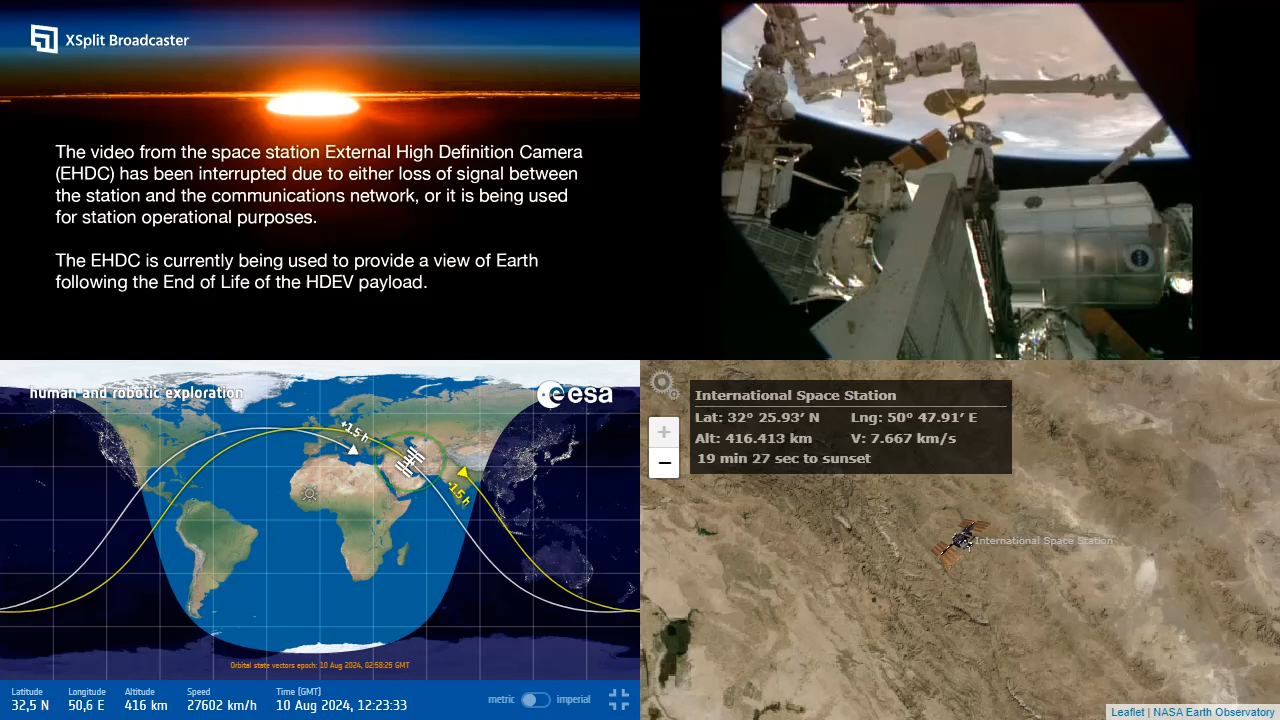 XSplit Broadcaster
The video from the space station External High Definition Camera
(EHDC) has been interrupted due to either loss of signal between
the station and the communications network, or it is being used
for station operational purposes.
The EHDC is currently being used to provide a view of Earth
following the End of Life of the HDEV payload.
human and robotic exploration
esa
+1.5 h
-1.5 h
Orbital state vectors epoch: 10 Aug 2024, 02:58:25 GMT
Latitude Longitude Altitude Speed Time (GMT)
32,5 N 50,6 E 416 km 27602 km/h 10 Aug 2024, 12:23:33
metric imperial
International Space Station
Lat: 32° 25.93′ N Lng: 50° 47.91′ E
Alt: 416.413 km V: 7.667 km/s
19 min 27 sec to sunset
+
−
International Space Station
Leaflet | NASA Earth Observatory